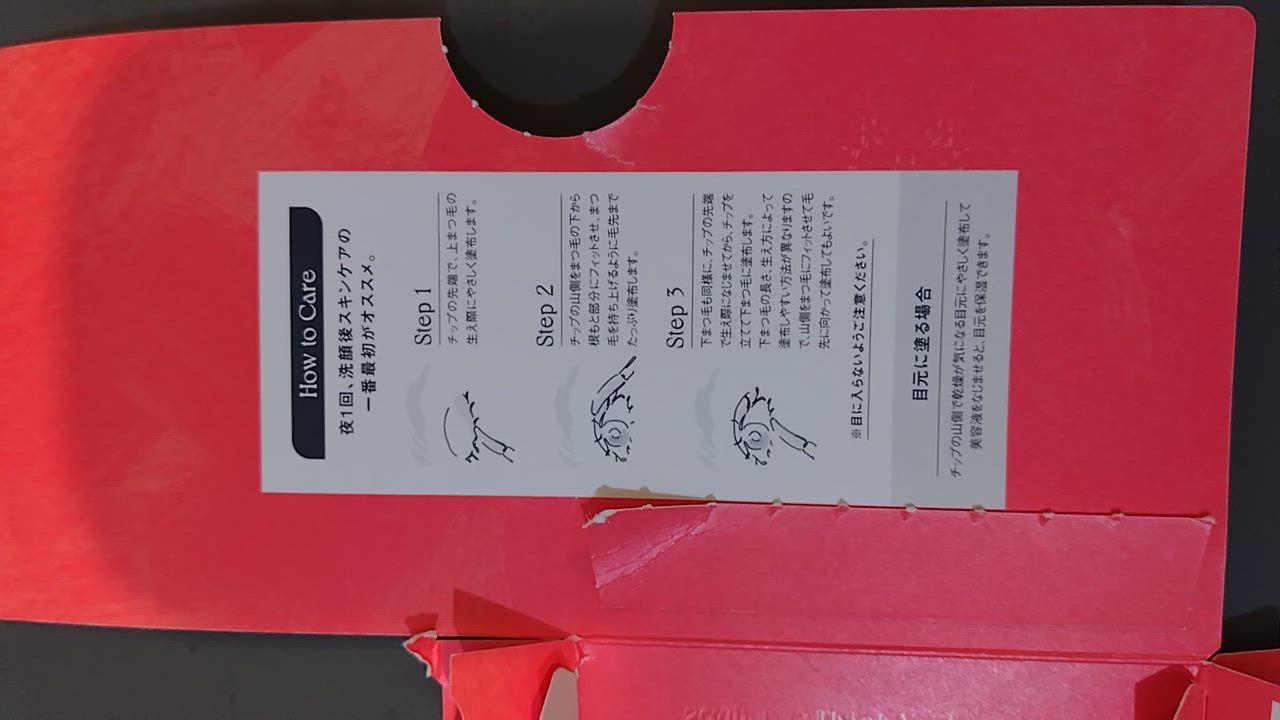 How to Care
夜1回、洗顔後スキンケアの
一番最初がオススメ。
Step 1
チップの先端で、上まつ毛の
生え際にやさしく塗布します。
Step 2
チップの山側をまつ毛の下から
根もと部分にフィットさせ、まつ
毛を持ち上げるように毛先まで
たっぷり塗布します。
Step 3
下まつ毛も同様に、チップの先端
で生え際になじませてから、チップを
立てて下まつ毛に塗布します。
下まつ毛の長さ、生え方によって
塗布しやすい方法が異なりますの
で、山側をまつ毛にフィットさせて毛
先に向かって塗布してもよいです。
※目に入らないようご注意ください。
目元に塗る場合
チップの山側で乾燥が気になる目元にやさしく塗布して
美容液をなじませると、目元を保湿できます。